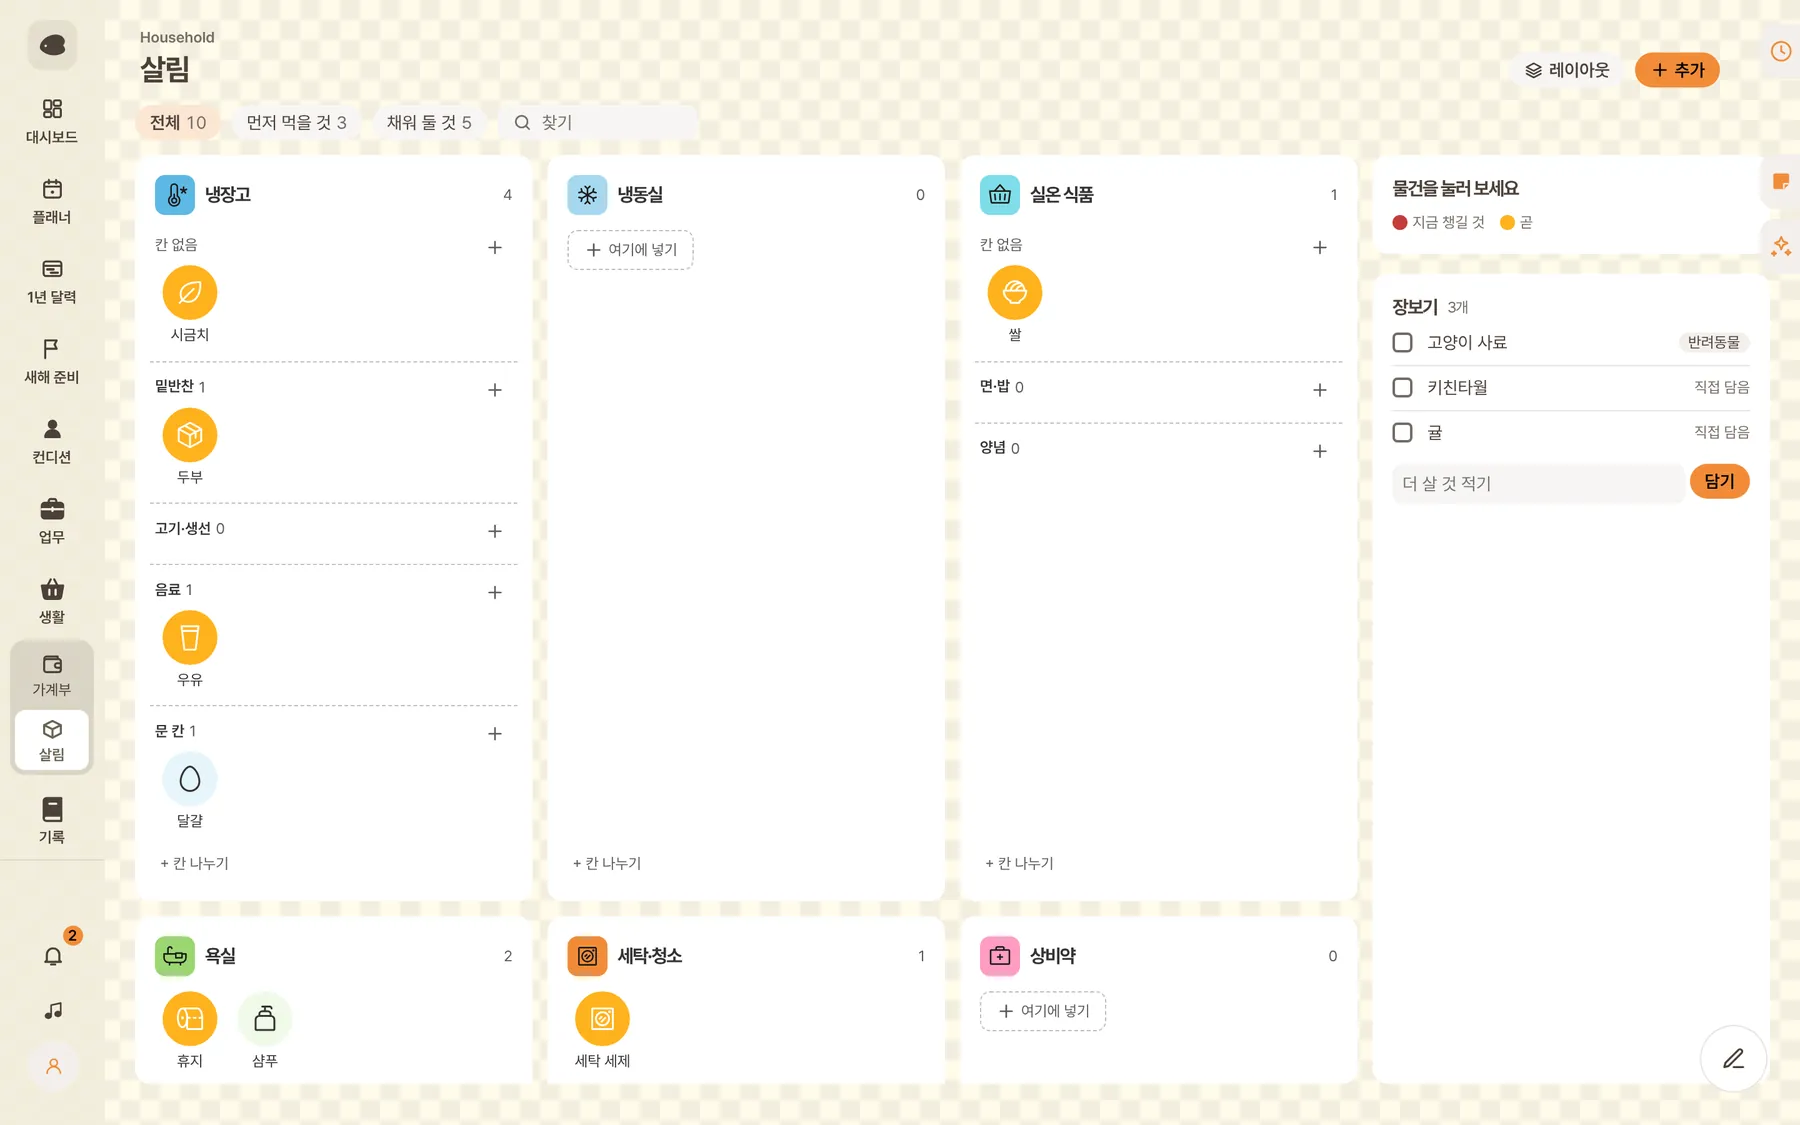 Household
살림
레이아웃
추가
전체 10
먼저 먹을 것 3
채워 둘 것 5
찾기
대시보드
플래너
1년 달력
새해 준비
컨디션
업무
생활
가계부
살림
기록
2
냉장고 4
칸 없음
시금치
밑반찬 1
두부
고기·생선 0
음료 1
우유
문 칸 1
달걀
+ 칸 나누기
냉동실 0
여기에 넣기
+ 칸 나누기
실온 식품 1
칸 없음
쌀
면·밥 0
양념 0
+ 칸 나누기
물건을 눌러 보세요
지금 챙길 것 곧
장보기 3개
고양이 사료 반려동물
키친타월 직접 담음
귤 직접 담음
더 살 것 적기 담기
욕실 2
휴지 샴푸
세탁·청소 1
세탁 세제
상비약 0
여기에 넣기